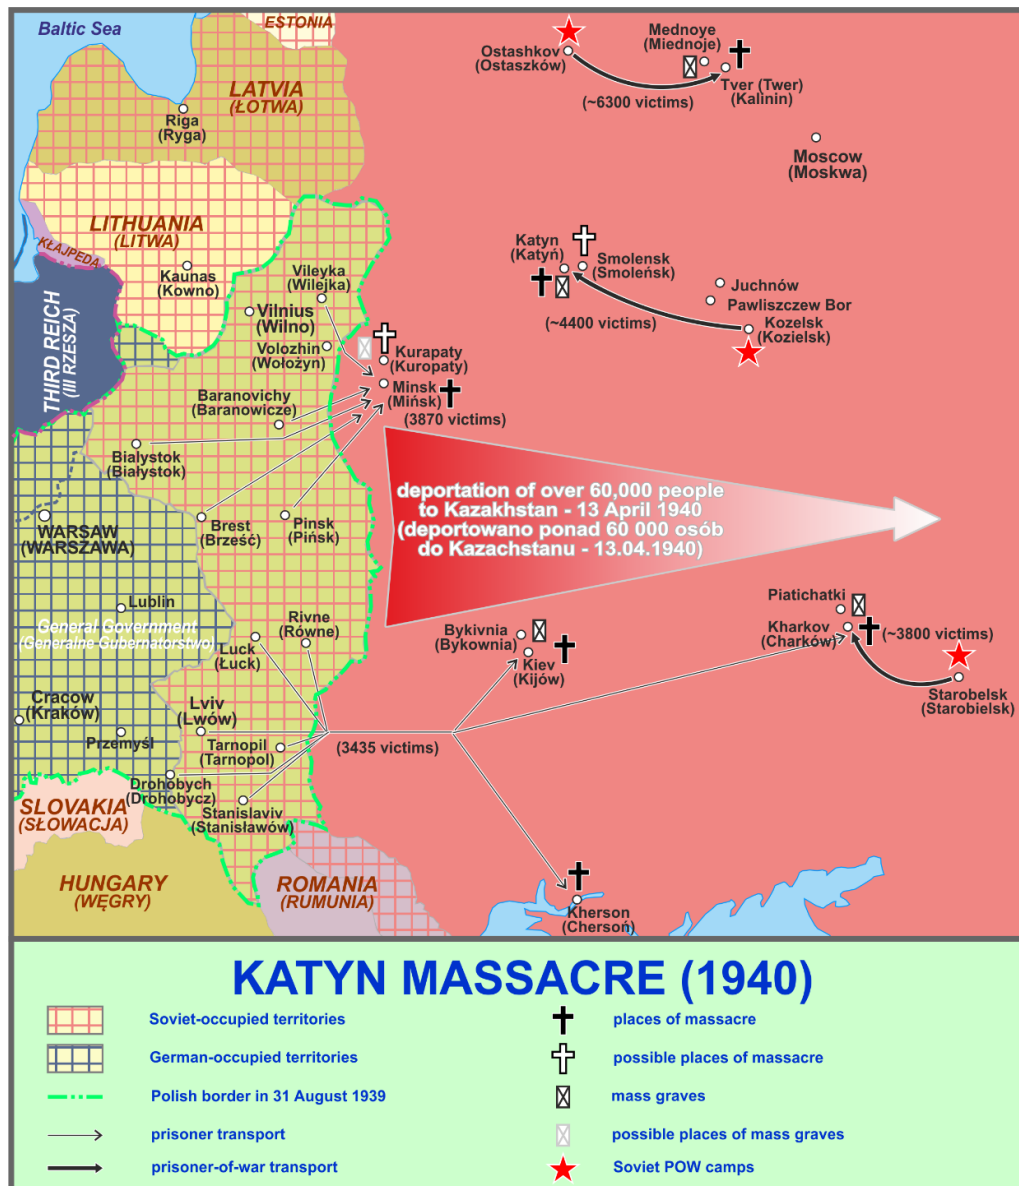 Baltic Sea
ESTONIA
LATVIA
(ŁOTWA)
Riga
(Ryga)
LITHUANIA
(LITWA)
KŁAJPEDA
Kaunas
(Kowno)
THIRD REICH
(III RZESZA)
Vileyka
(Wilejka)
Vilnius
(Wilno)
Volozhin
(Wołożyn)
Kurapaty
(Kuropaty)
Minsk
(Mińsk)
(3870 victims)
Baranovichy
(Baranowicze)
Bialystok
(Białystok)
Brest
(Brześć)
Pinsk
(Pińsk)
WARSAW
(WARSZAWA)
Lublin
General Government
(Generalne Gubernatorstwo)
Rivne
(Równe)
Luck
(Łuck)
Cracow
(Kraków)
Przemyśl
Lviv
(Lwów)
Tarnopil
(Tarnopol)
Drohobych
(Drohobycz)
Stanislaviv
(Stanisławów)
SLOVAKIA
(SŁOWACJA)
HUNGARY
(WĘGRY)
ROMANIA
(RUMUNIA)
Ostashkov
(Ostaszków)
Mednoye
(Miednoje)
Tver (Twer)
(Kalinin)
(~6300 victims)
Moscow
(Moskwa)
Katyn
(Katyń)
Smolensk
(Smoleńsk)
Juchnów
Pawliszczew Bor
(~4400 victims)
Kozelsk
(Kozielsk)
deportation of over 60,000 people
to Kazakhstan - 13 April 1940
(deportowano ponad 60 000 osób
do Kazachstanu - 13.04.1940)
Piatichatki
Kharkov
(Charków)
(~3800 victims)
Starobelsk
(Starobielsk)
Bykivnia
(Bykownia)
Kiev
(Kijów)
(3435 victims)
Kherson
(Chersoń)
KATYN MASSACRE (1940)
Soviet-occupied territories
German-occupied territories
Polish border in 31 August 1939
prisoner transport
prisoner-of-war transport
places of massacre
possible places of massacre
mass graves
possible places of mass graves
Soviet POW camps